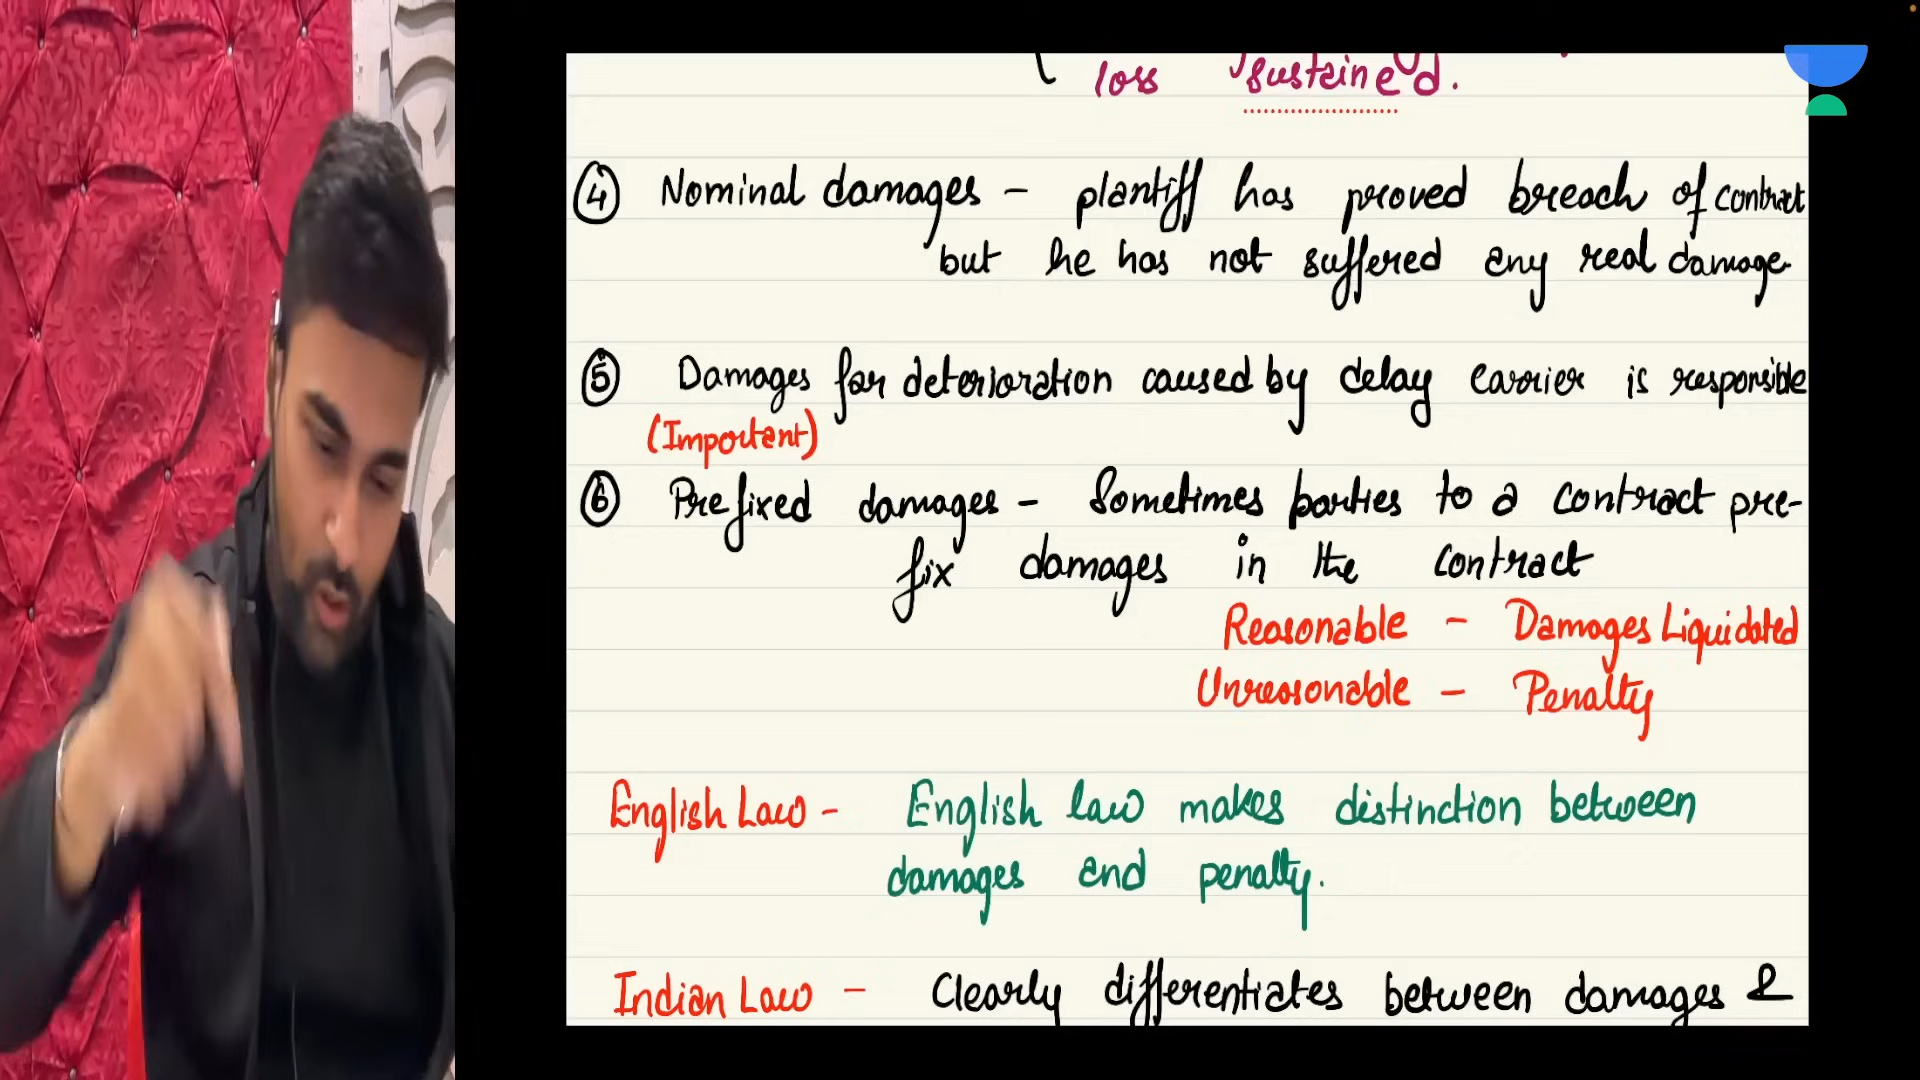 loss sustained.
④ Nominal damages - plantiff has proved breach of contract
but he has not suffered any real damage.
⑤ Damages for deterioration caused by delay carrier is responsible
(Important)
⑥ Prefixed damages - Sometimes parties to a contract pre-
fix damages in the contract
Reasonable - Damages Liquidated
Unreasonable - Penalty
English Law - English law makes distinction between
damages and penalty.
Indian Law - Clearly differentiates between damages &